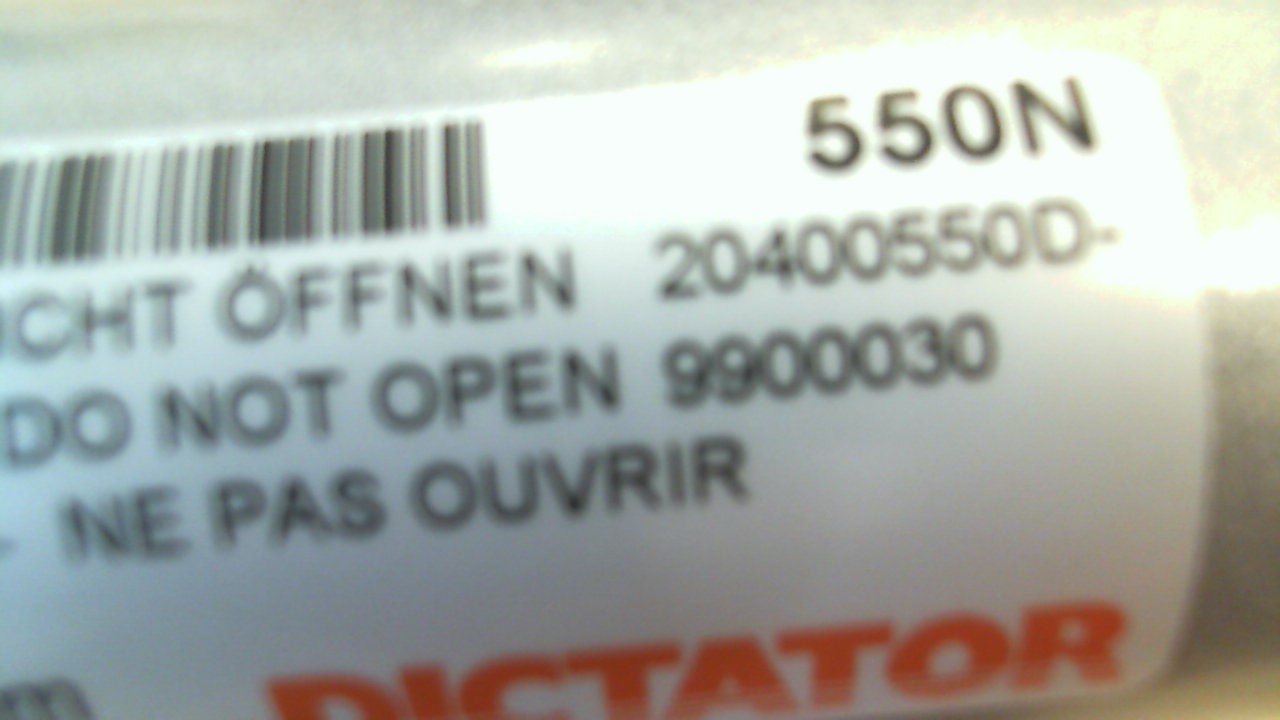 550N
ÖFFNEN 20400550D-
DO NOT OPEN 9900030
NE PAS OUVRIR
DICTATOR